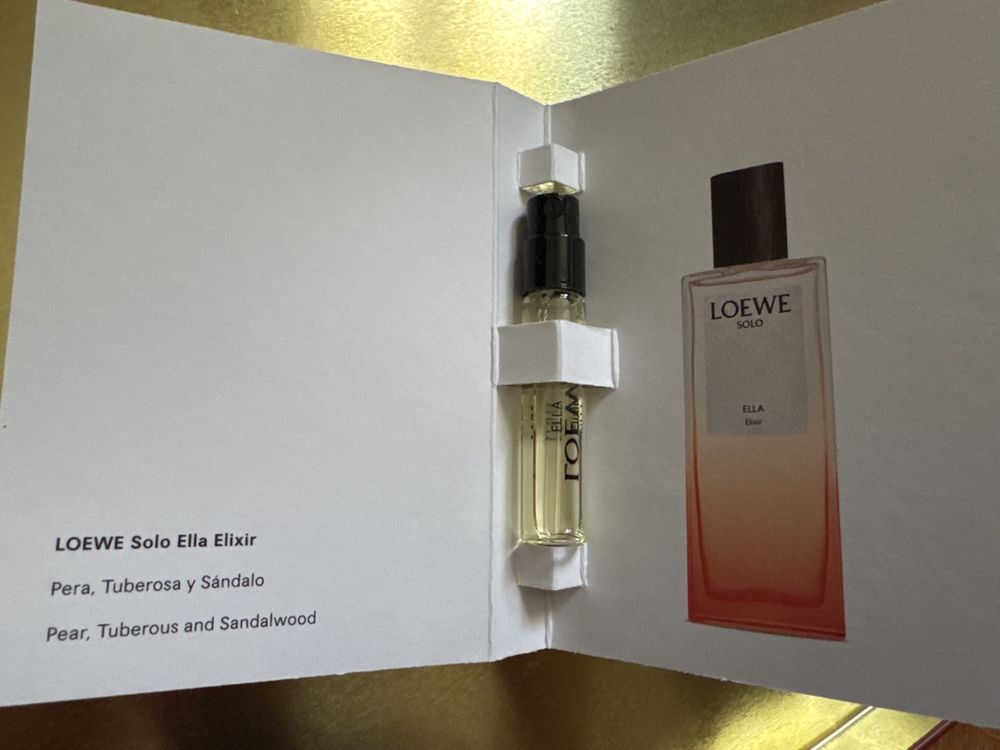 LOEWE Solo Ella Elixir
Pera, Tuberosa y Sándalo
Pear, Tuberous and Sandalwood
LOEWE
ELLA
LOEWE
SOLO
ELLA
Elixir